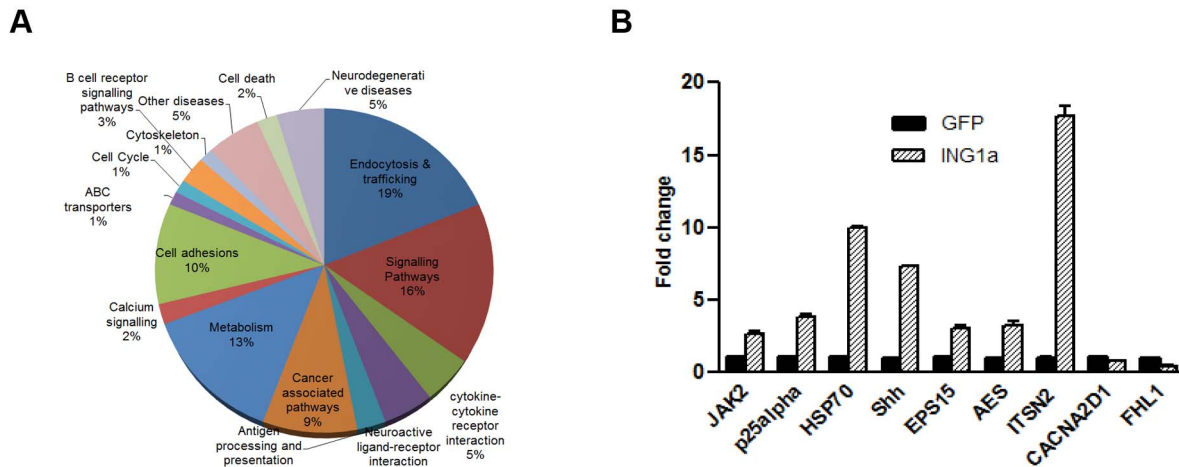 A
B
Cell death
2%
Neurodegenerati
ve diseases
5%
B cell receptor
signalling
pathways
3%
Other diseases
5%
Cytoskeleton
1%
Cell Cycle
1%
ABC
transporters
1%
Cell adhesions
10%
Calcium
signalling
2%
Metabolism
13%
Cancer
associated
pathways
9%
Antigen
processing and
presentation
Neuroactive
ligand-receptor
interaction
cytokine-
cytokine
receptor
interaction
5%
Signalling
Pathways
16%
Endocytosis &
trafficking
19%
Fold change
20
15
10
5
0
GFP
ING1a
JAK2
p25alpha
HSP70
Shh
EPS15
AES
ITSN2
CACNA2D1
FHL1